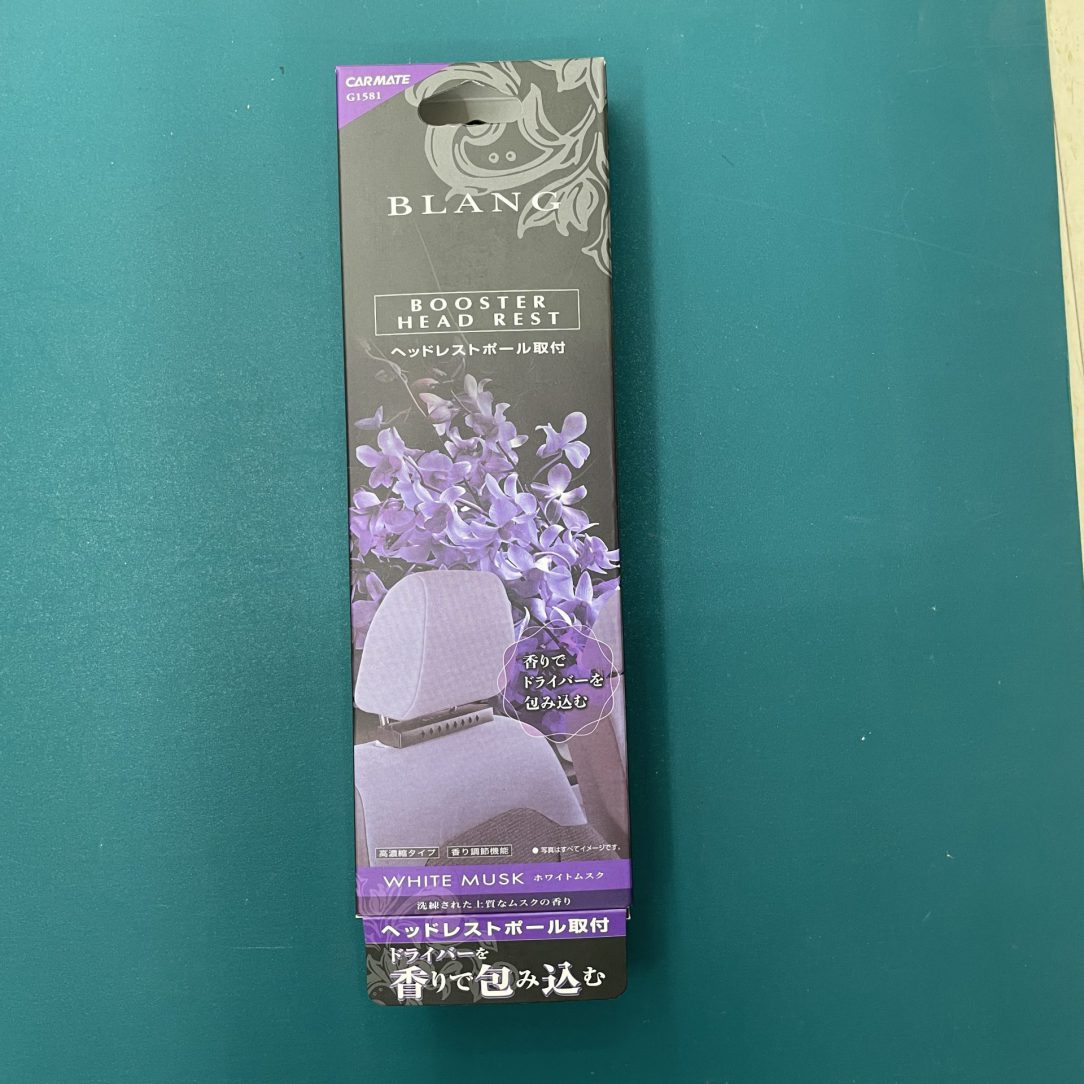 CARMATE
G1581
BLANG
BOOSTER
HEAD REST
ヘッドレストポール取付
香りで
ドライバーを
包み込む
高濃縮タイプ 香り調節機能 ●写真はすべてイメージです。
WHITE MUSK ホワイトムスク
洗練された上質なムスクの香り
ヘッドレストポール取付
ドライバーを
香りで包み込む